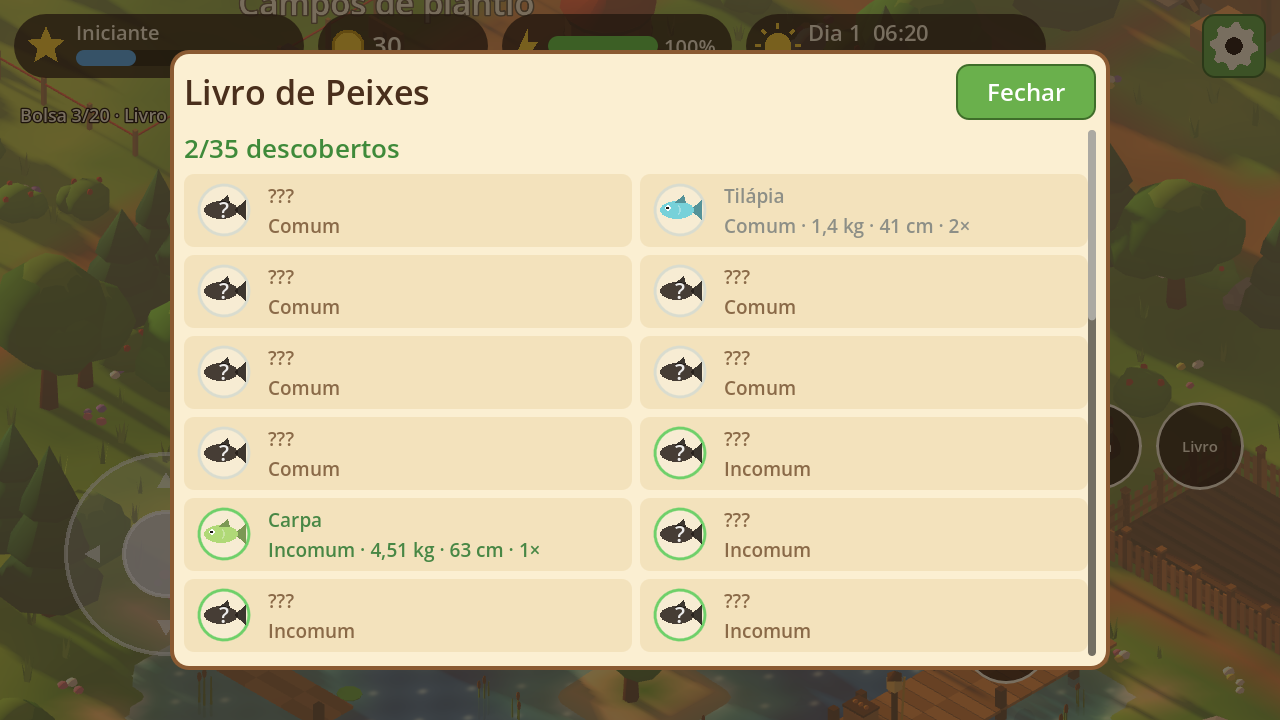 Campos de plantio
Iniciante
30
100%
Dia 1 06:20
Bolsa 3/20 · Livro
Livro de Peixes
Fechar
2/35 descobertos
???
Comum
Tilápia
Comum · 1,4 kg · 41 cm · 2×
???
Comum
???
Comum
???
Comum
???
Comum
???
Comum
???
Incomum
Carpa
Incomum · 4,51 kg · 63 cm · 1×
???
Incomum
???
Incomum
???
Incomum
Livro